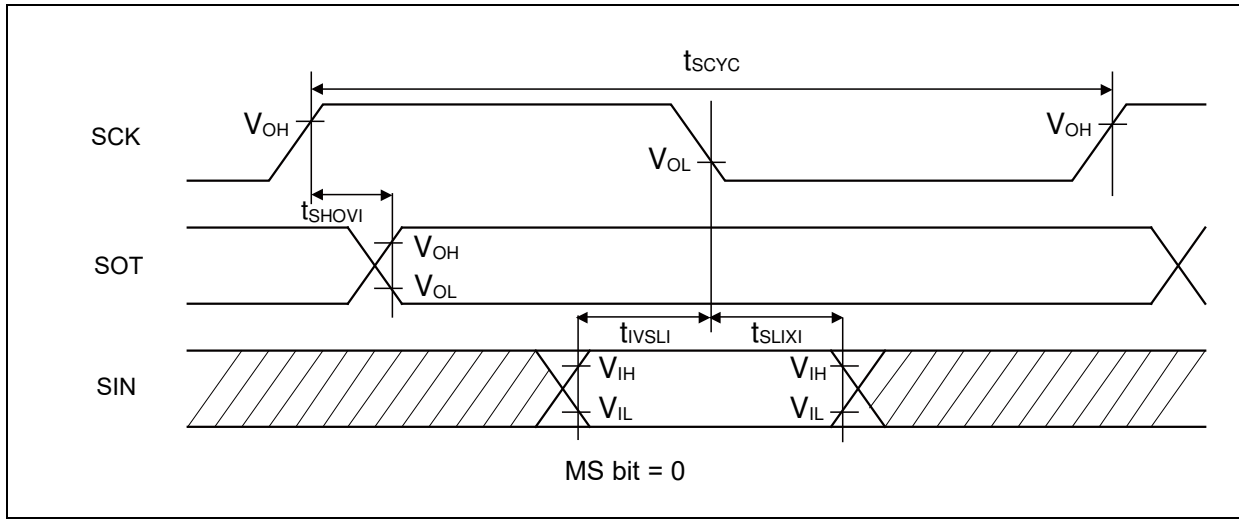 tSCYC
SCK
VOH
VOL
VOH
tSHOVI
SOT
VOH
VOL
tIVSLI
tSLIXI
SIN
VIH
VIL
VIH
VIL
MS bit = 0